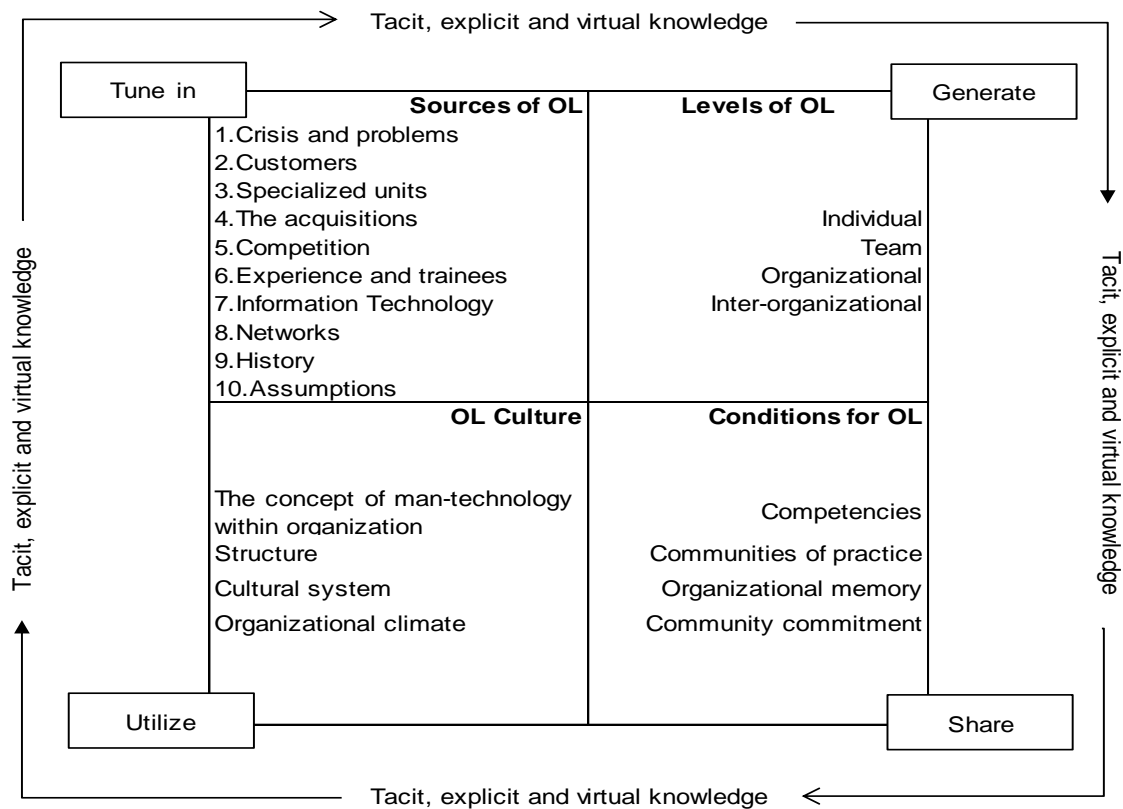 Tacit, explicit and virtual knowledge
Tune in
Generate
Sources of OL
1.Crisis and problems
2.Customers
3.Specialized units
4.The acquisitions
5.Competition
6.Experience and trainees
7.Information Technology
8.Networks
9.History
10.Assumptions
Levels of OL
Individual
Team
Organizational
Inter-organizational
Tacit, explicit and virtual knowledge
Tacit, explicit and virtual knowledge
OL Culture
The concept of man-technology
within organization
Structure
Cultural system
Organizational climate
Conditions for OL
Competencies
Communities of practice
Organizational memory
Community commitment
Utilize
Share
Tacit, explicit and virtual knowledge